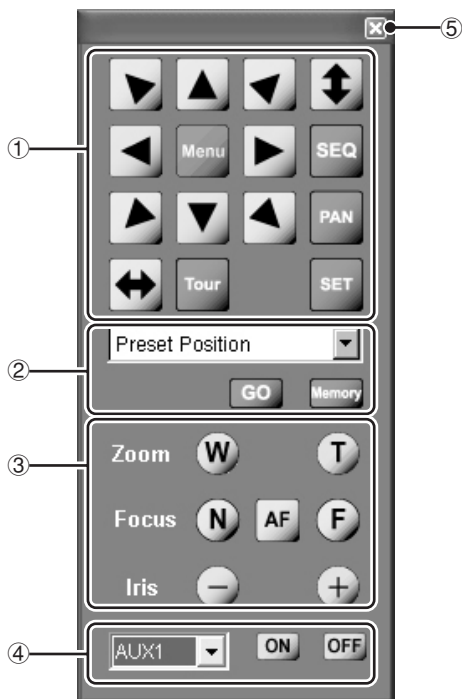 ⑤
①
Menu SEQ
PAN
Tour SET
②
Preset Position
GO Memory
③
Zoom W T
Focus N AF F
Iris − +
④
AUX1 ON OFF